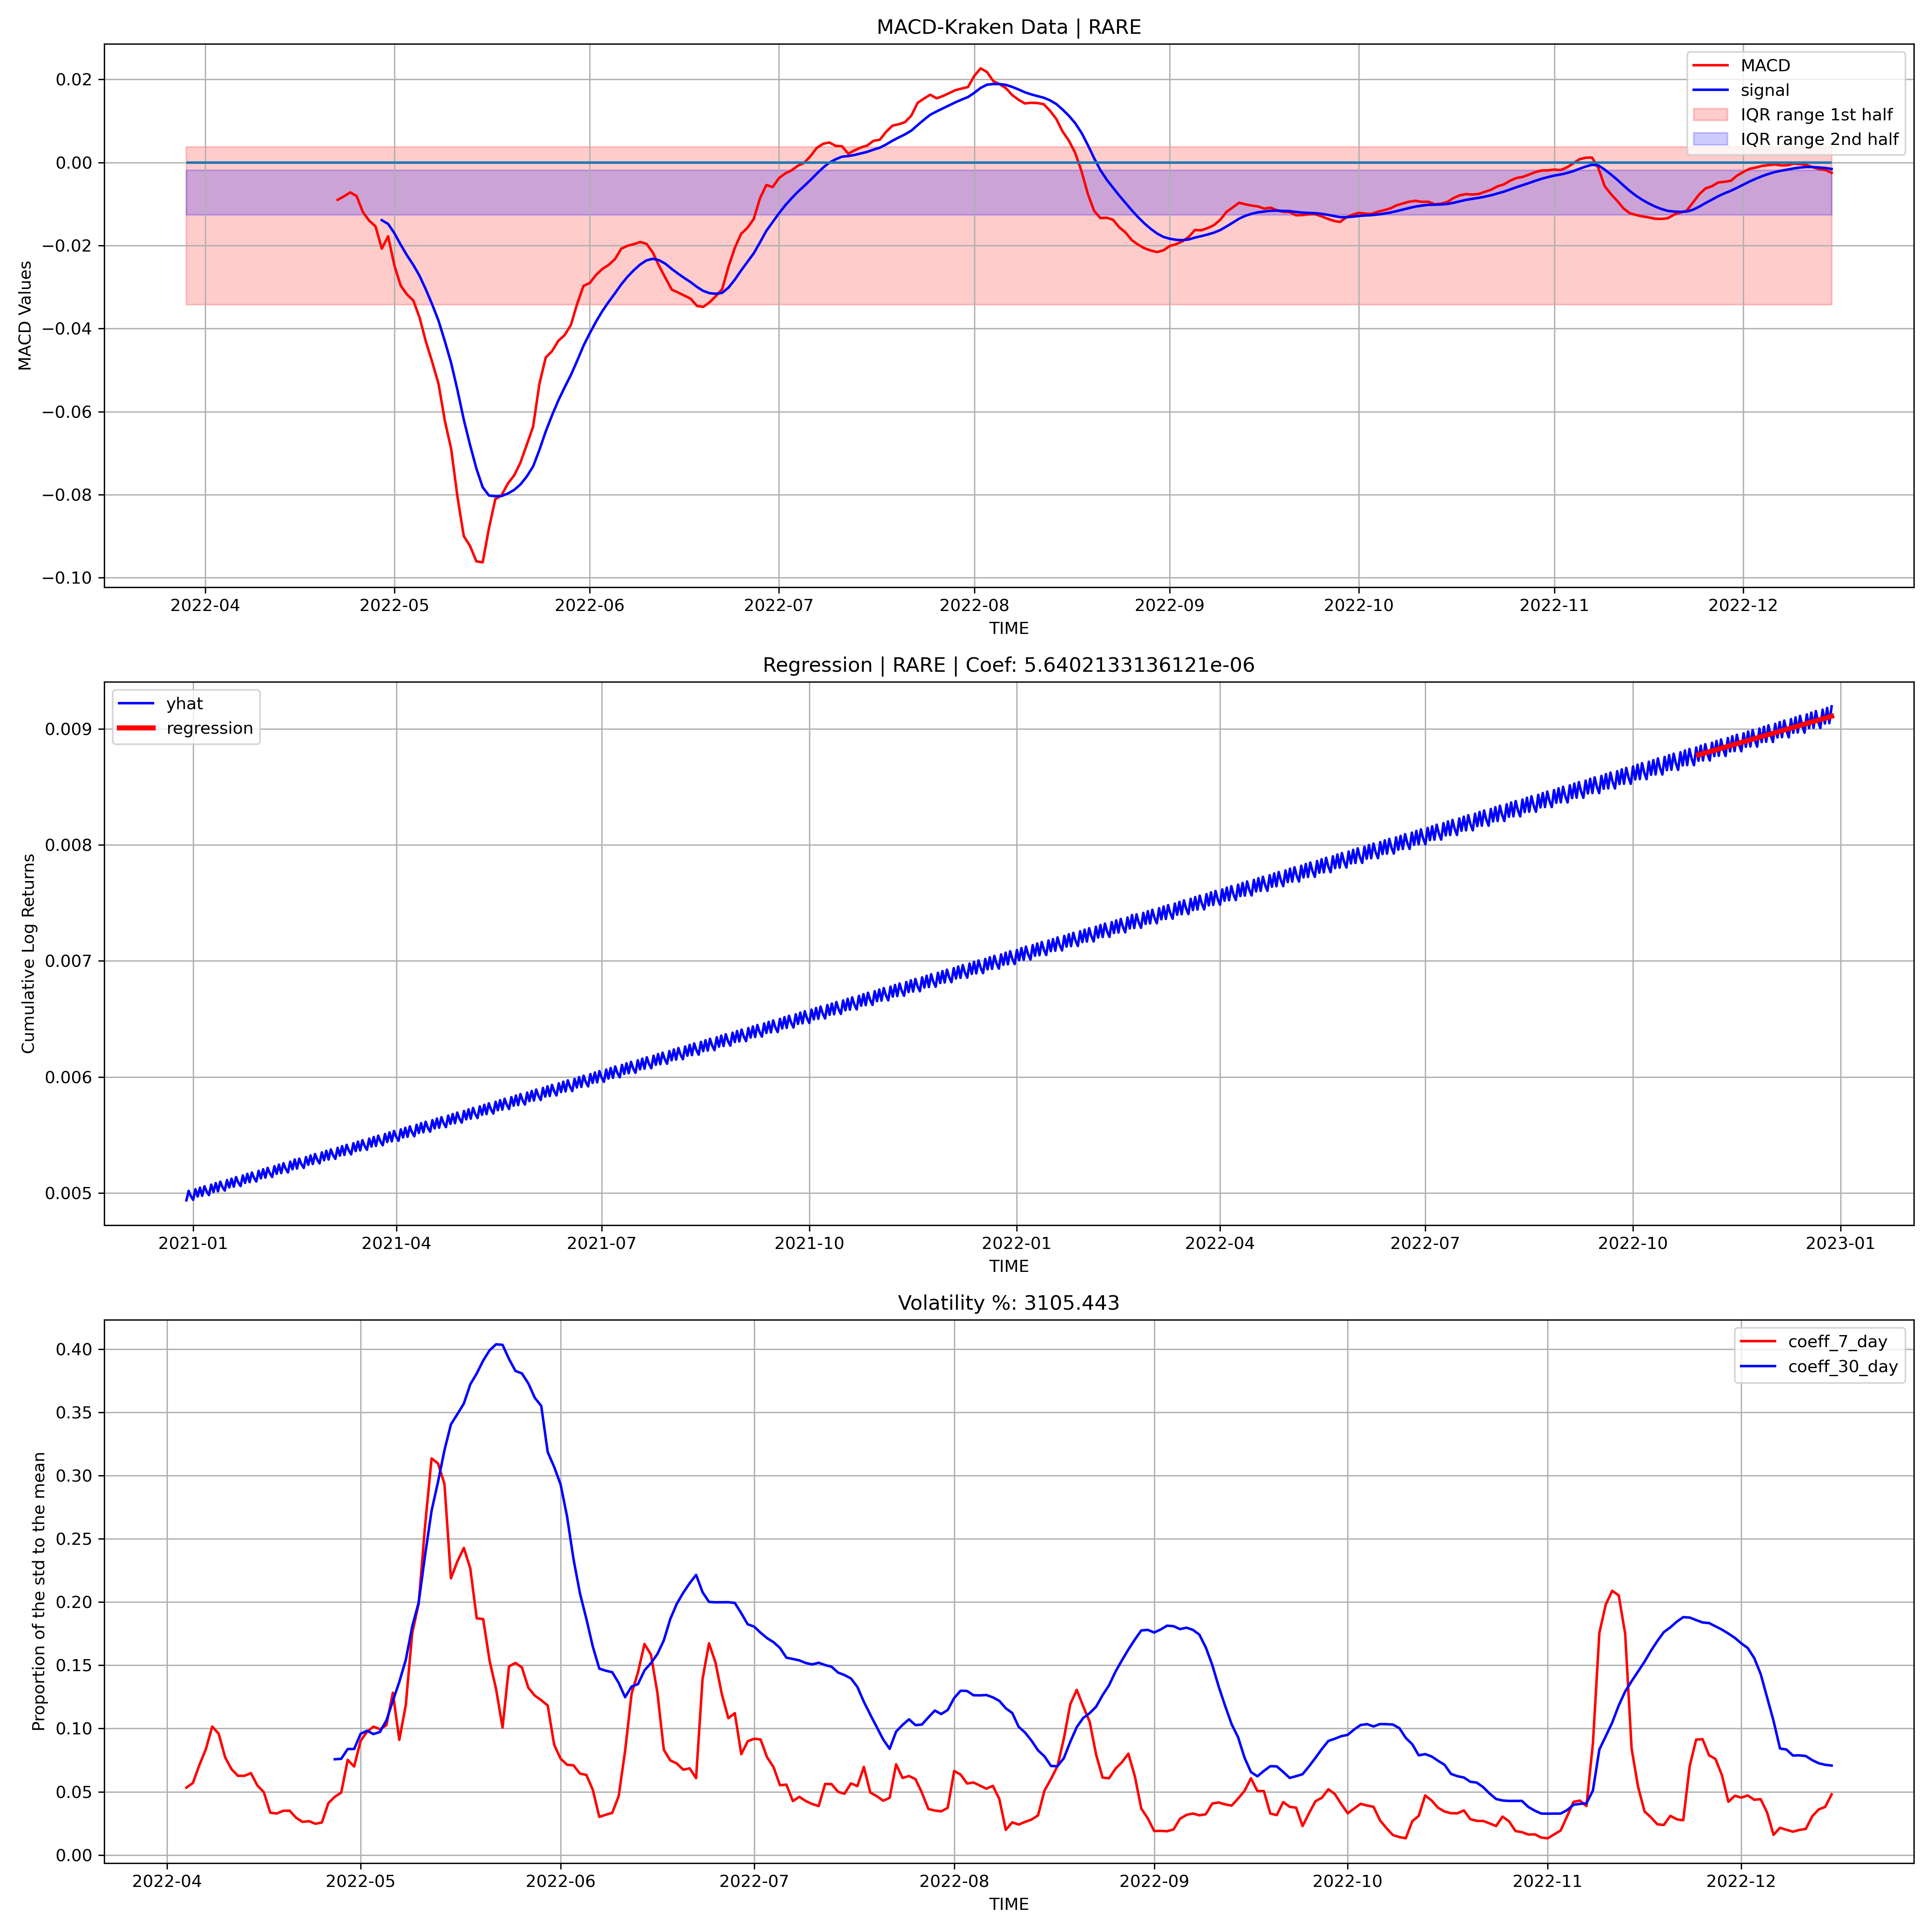 MACD-Kraken Data | RARE
MACD
signal
IQR range 1st half
IQR range 2nd half
0.02
0.00
−0.02
−0.04
−0.06
−0.08
−0.10
MACD Values
2022-04 2022-05 2022-06 2022-07 2022-08 2022-09 2022-10 2022-11 2022-12
TIME
Regression | RARE | Coef: 5.6402133136121e-06
yhat
regression
0.009
0.008
0.007
0.006
0.005
Cumulative Log Returns
2021-01 2021-04 2021-07 2021-10 2022-01 2022-04 2022-07 2022-10 2023-01
TIME
Volatility %: 3105.443
coeff_7_day
coeff_30_day
0.40
0.35
0.30
0.25
0.20
0.15
0.10
0.05
0.00
Proportion of the std to the mean
2022-04 2022-05 2022-06 2022-07 2022-08 2022-09 2022-10 2022-11 2022-12
TIME